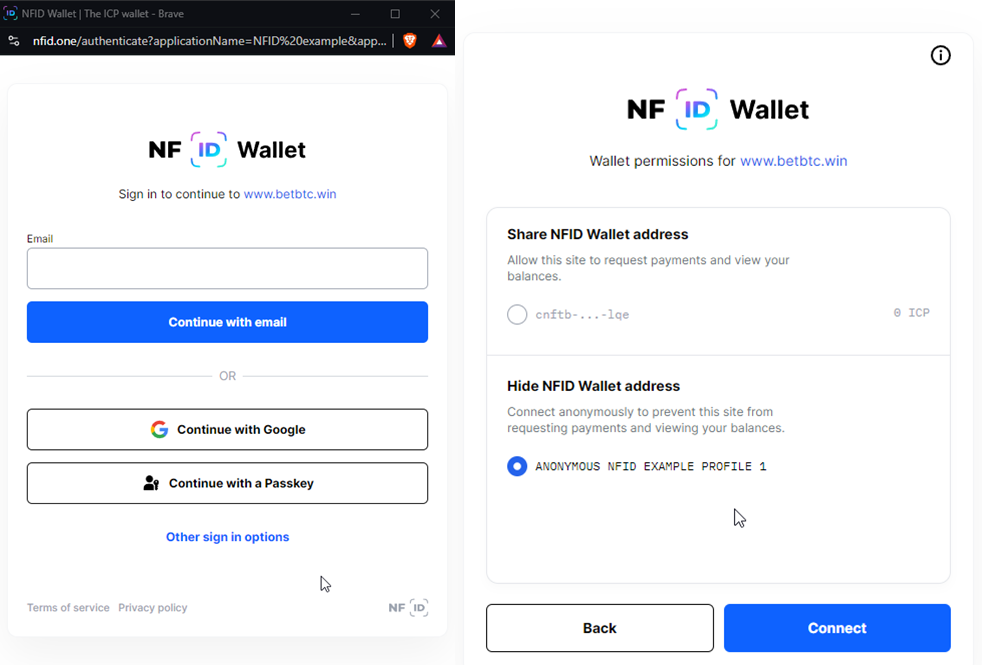 NFID Wallet | The ICP wallet - Brave
nfid.one/authenticate?applicationName=NFID%20example&app...
NF ID Wallet
Sign in to continue to www.betbtc.win
Email
Continue with email
OR
Continue with Google
Continue with a Passkey
Other sign in options
Terms of service Privacy policy
NF ID
NF ID Wallet
Wallet permissions for www.betbtc.win
Share NFID Wallet address
Allow this site to request payments and view your
balances.
cnftb-...-lqe 0 ICP
Hide NFID Wallet address
Connect anonymously to prevent this site from
requesting payments and viewing your balances.
ANONYMOUS NFID EXAMPLE PROFILE 1
Back Connect